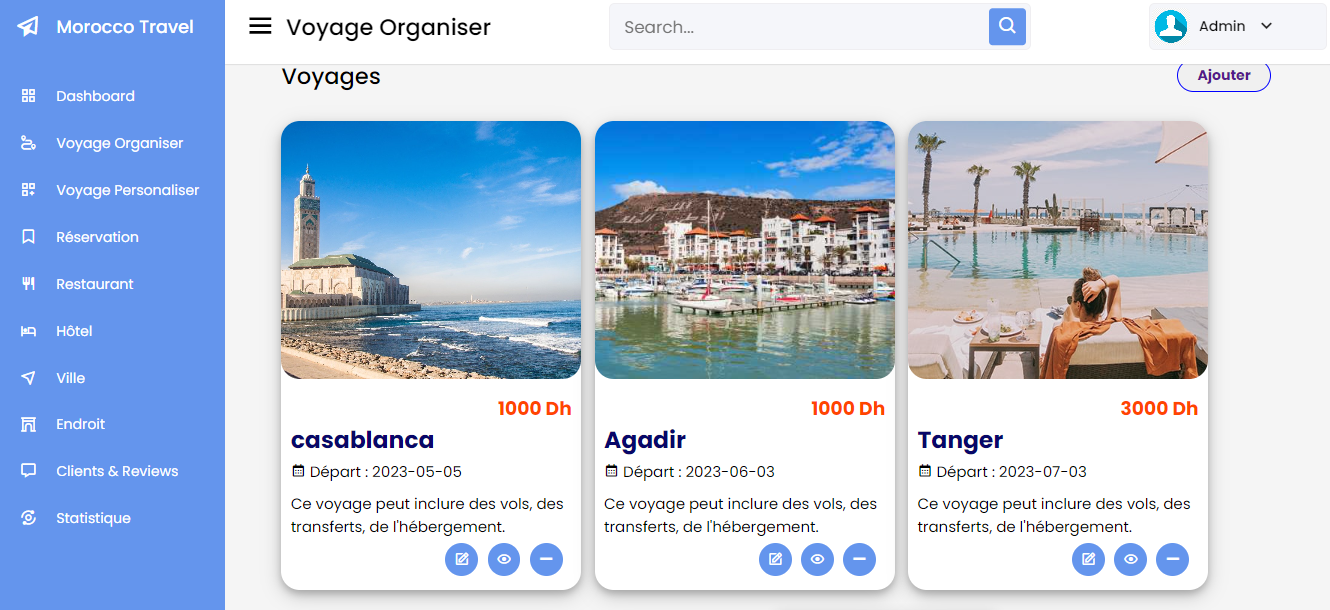 Morocco Travel
Voyage Organiser
Search...
Admin
Dashboard
Voyage Organiser
Voyage Personaliser
Réservation
Restaurant
Hôtel
Ville
Endroit
Clients & Reviews
Statistique
Voyages
Ajouter
1000 Dh
casablanca
Départ : 2023-05-05
Ce voyage peut inclure des vols, des
transferts, de l'hébergement.
1000 Dh
Agadir
Départ : 2023-06-03
Ce voyage peut inclure des vols, des
transferts, de l'hébergement.
3000 Dh
Tanger
Départ : 2023-07-03
Ce voyage peut inclure des vols, des
transferts, de l'hébergement.